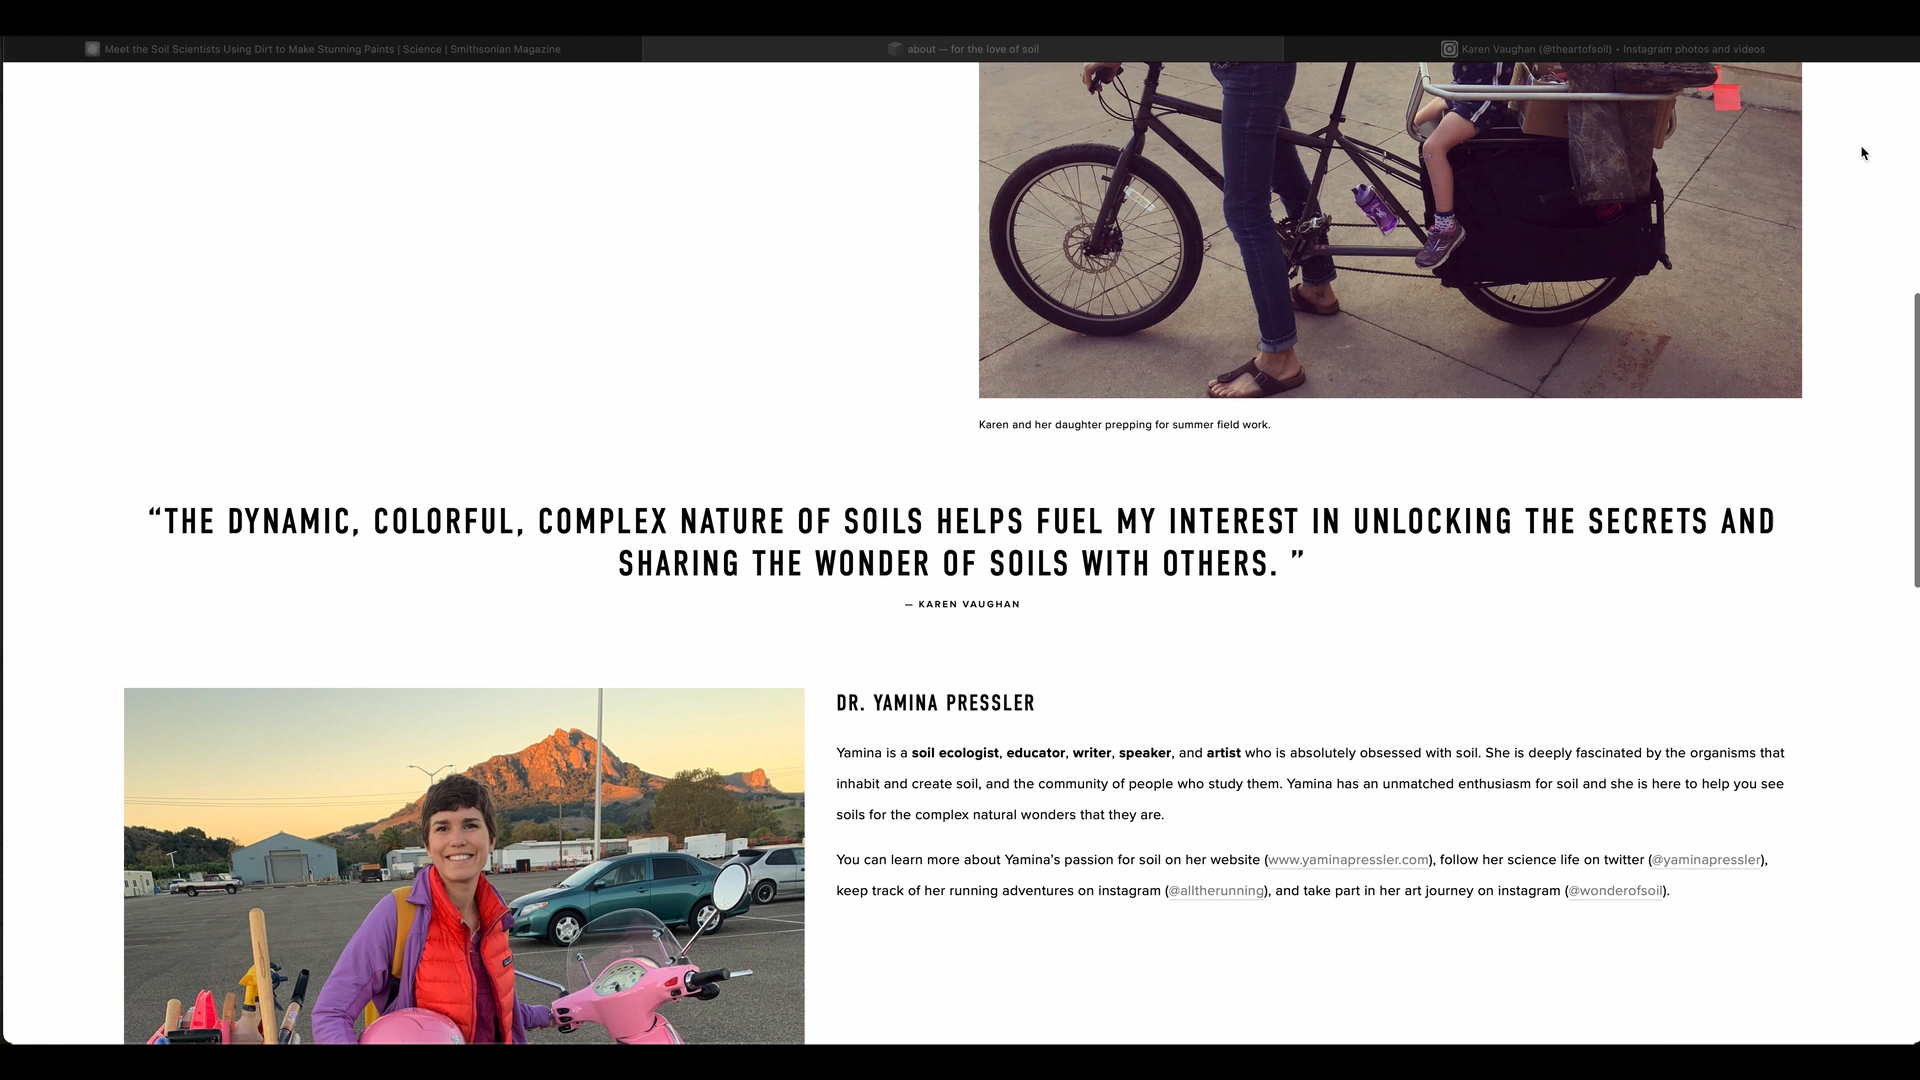 Meet the Soil Scientists Using Dirt to Make Stunning Paints | Science | Smithsonian Magazine
about — for the love of soil
Karen Vaughan (@theartofsoil) • Instagram photos and videos
Karen and her daughter prepping for summer field work.
“THE DYNAMIC, COLORFUL, COMPLEX NATURE OF SOILS HELPS FUEL MY INTEREST IN UNLOCKING THE SECRETS AND
SHARING THE WONDER OF SOILS WITH OTHERS. ”
— KAREN VAUGHAN
DR. YAMINA PRESSLER
Yamina is a soil ecologist, educator, writer, speaker, and artist who is absolutely obsessed with soil. She is deeply fascinated by the organisms that
inhabit and create soil, and the community of people who study them. Yamina has an unmatched enthusiasm for soil and she is here to help you see
soils for the complex natural wonders that they are.
You can learn more about Yamina’s passion for soil on her website (www.yaminapressler.com), follow her science life on twitter (@yaminapressler),
keep track of her running adventures on instagram (@alltherunning), and take part in her art journey on instagram (@wonderofsoil).